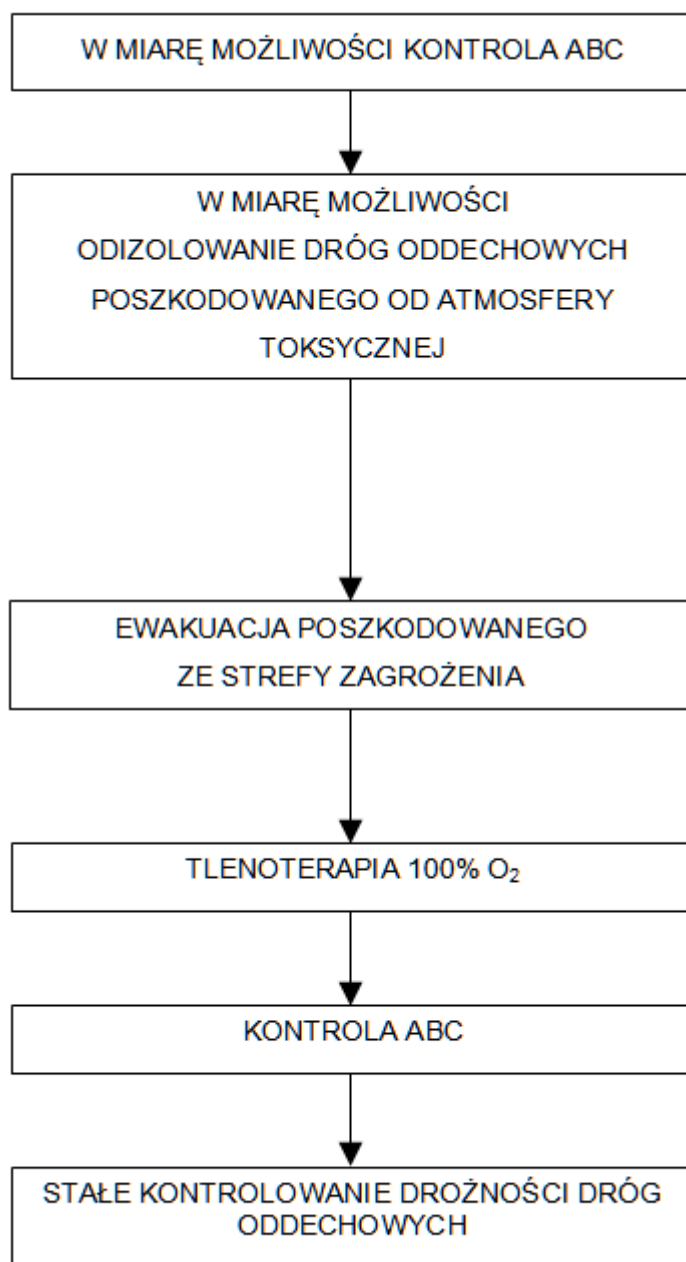 W MIARĘ MOŻLIWOŚCI KONTROLA ABC
W MIARĘ MOŻLIWOŚCI
ODIZOLOWANIE DRÓG ODDECHOWYCH
POSZKODOWANEGO OD ATMOSFERY
TOKSYCZNEJ
EWAKUACJA POSZKODOWANEGO
ZE STREFY ZAGROŻENIA
TLENOTERAPIA 100% O₂
KONTROLA ABC
STAŁE KONTROLOWANIE DROŻNOŚCI DRÓG
ODDECHOWYCH